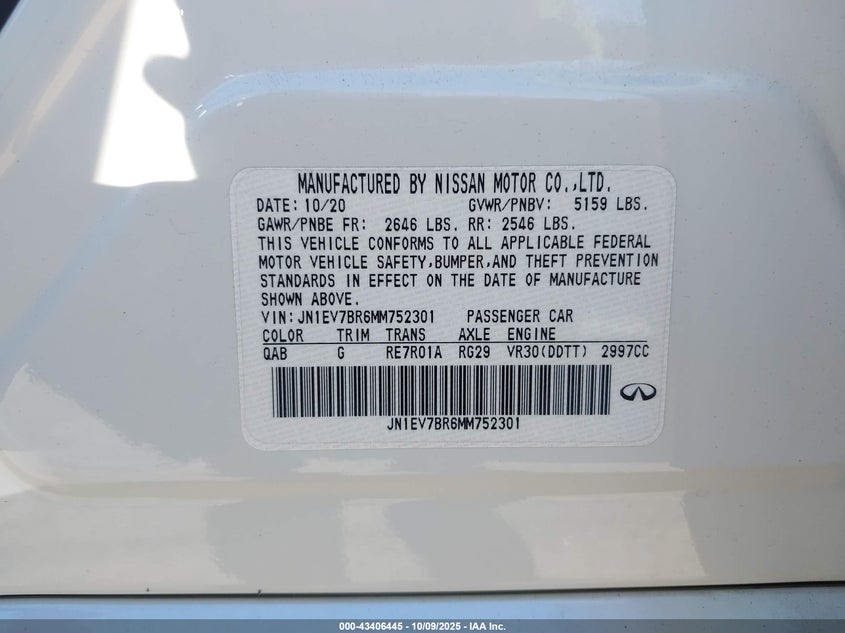 MANUFACTURED BY NISSAN MOTOR CO.,LTD.
DATE: 10/20 GVWR/PNBV: 5159 LBS.
GAWR/PNBE FR: 2646 LBS. RR: 2546 LBS.
THIS VEHICLE CONFORMS TO ALL APPLICABLE FEDERAL
MOTOR VEHICLE SAFETY,BUMPER,AND THEFT PREVENTION
STANDARDS IN EFFECT ON THE DATE OF MANUFACTURE
SHOWN ABOVE.
VIN: JN1EV7BR6MM752301 PASSENGER CAR
COLOR TRIM TRANS AXLE ENGINE
QAB G RE7R01A RG29 VR30(DDTT) 2997CC
JN1EV7BR6MM752301
000-43406445 - 10/09/2025 - IAA Inc.